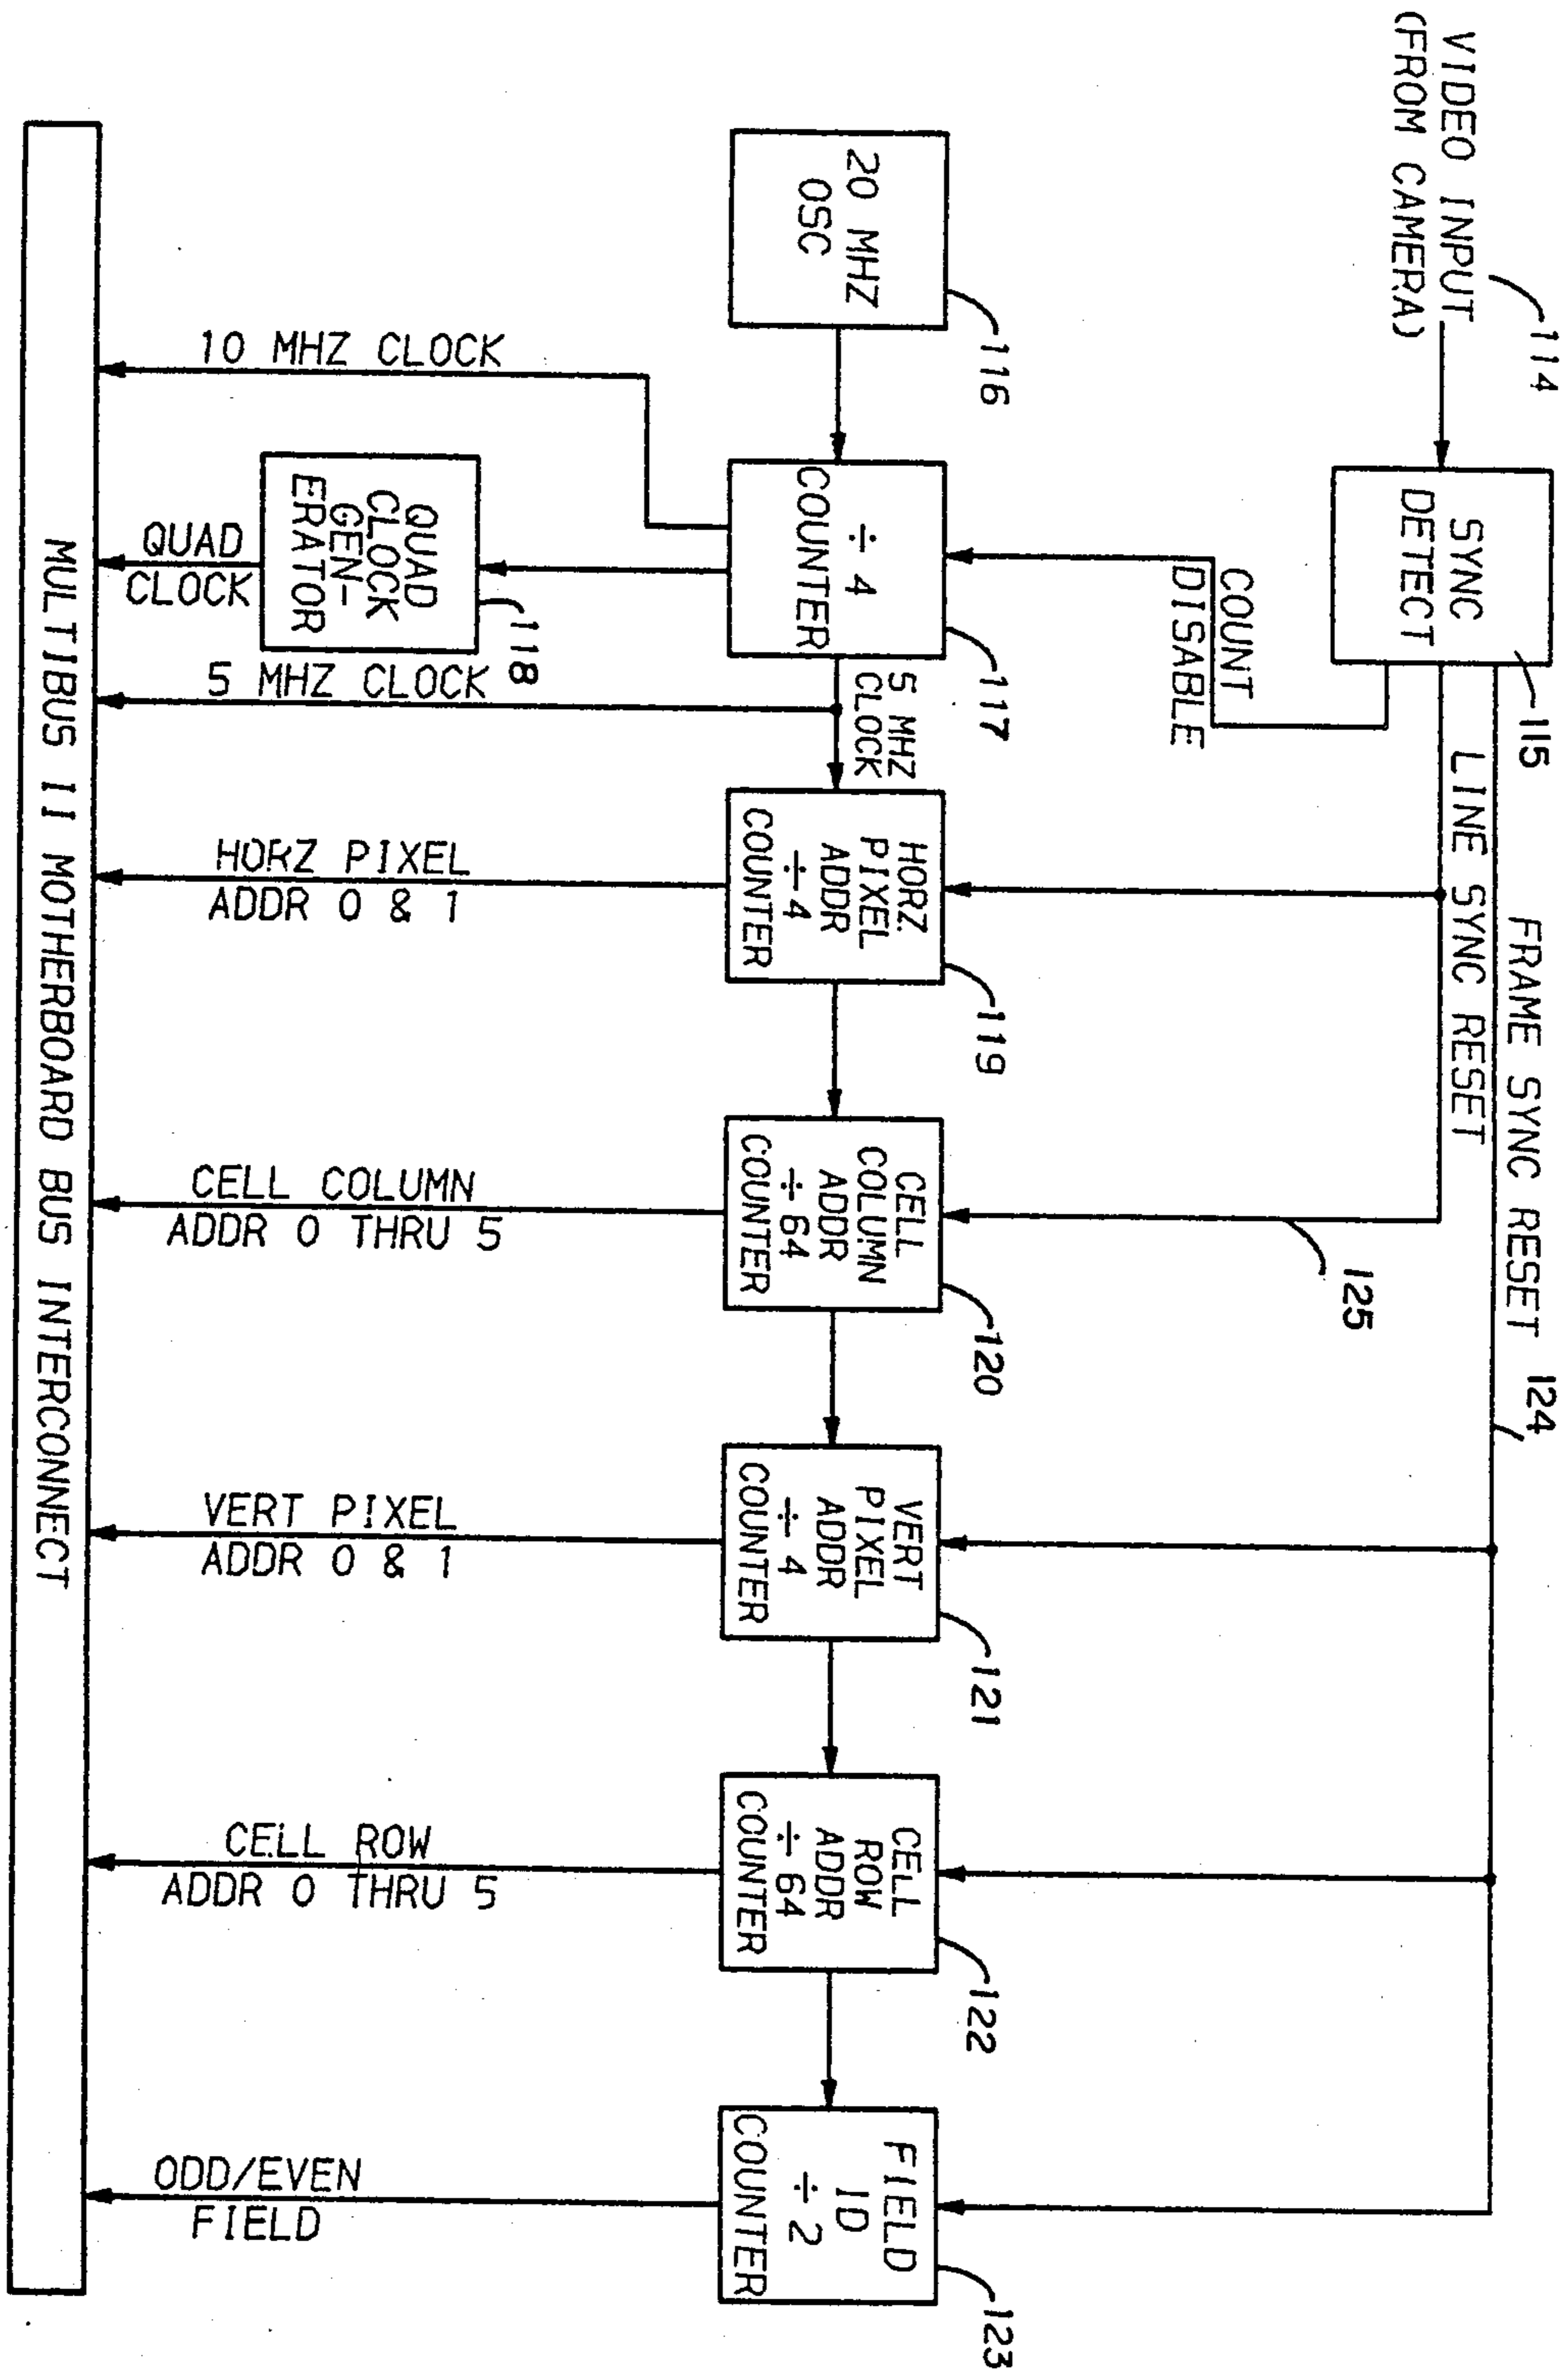 VIDEO INPUT
(FROM CAMERA)
114
SYNC
DETECT
115
FRAME SYNC RESET
124
LINE SYNC RESET
125
COUNT
DISABLE
20 MHZ
OSC
116
÷ 4
COUNTER
117
5 MHZ
CLOCK
HORZ
PIXEL
ADDR
÷4
COUNTER
119
CELL
COLUMN
ADDR
÷64
COUNTER
120
VERT
PIXEL
ADDR
÷ 4
COUNTER
121
CELL
ROW
ADDR
÷64
COUNTER
122
FIELD
ID
÷2
COUNTER
123
10 MHZ CLOCK
QUAD
CLOCK
GEN-
ERATOR
118
QUAD
CLOCK
5 MHZ CLOCK
HORZ PIXEL
ADDR 0 & 1
CELL COLUMN
ADDR 0 THRU 5
VERT PIXEL
ADDR 0 & 1
CELL ROW
ADDR 0 THRU 5
ODD/EVEN
FIELD
MULTIBUS II MOTHERBOARD BUS INTERCONNECT